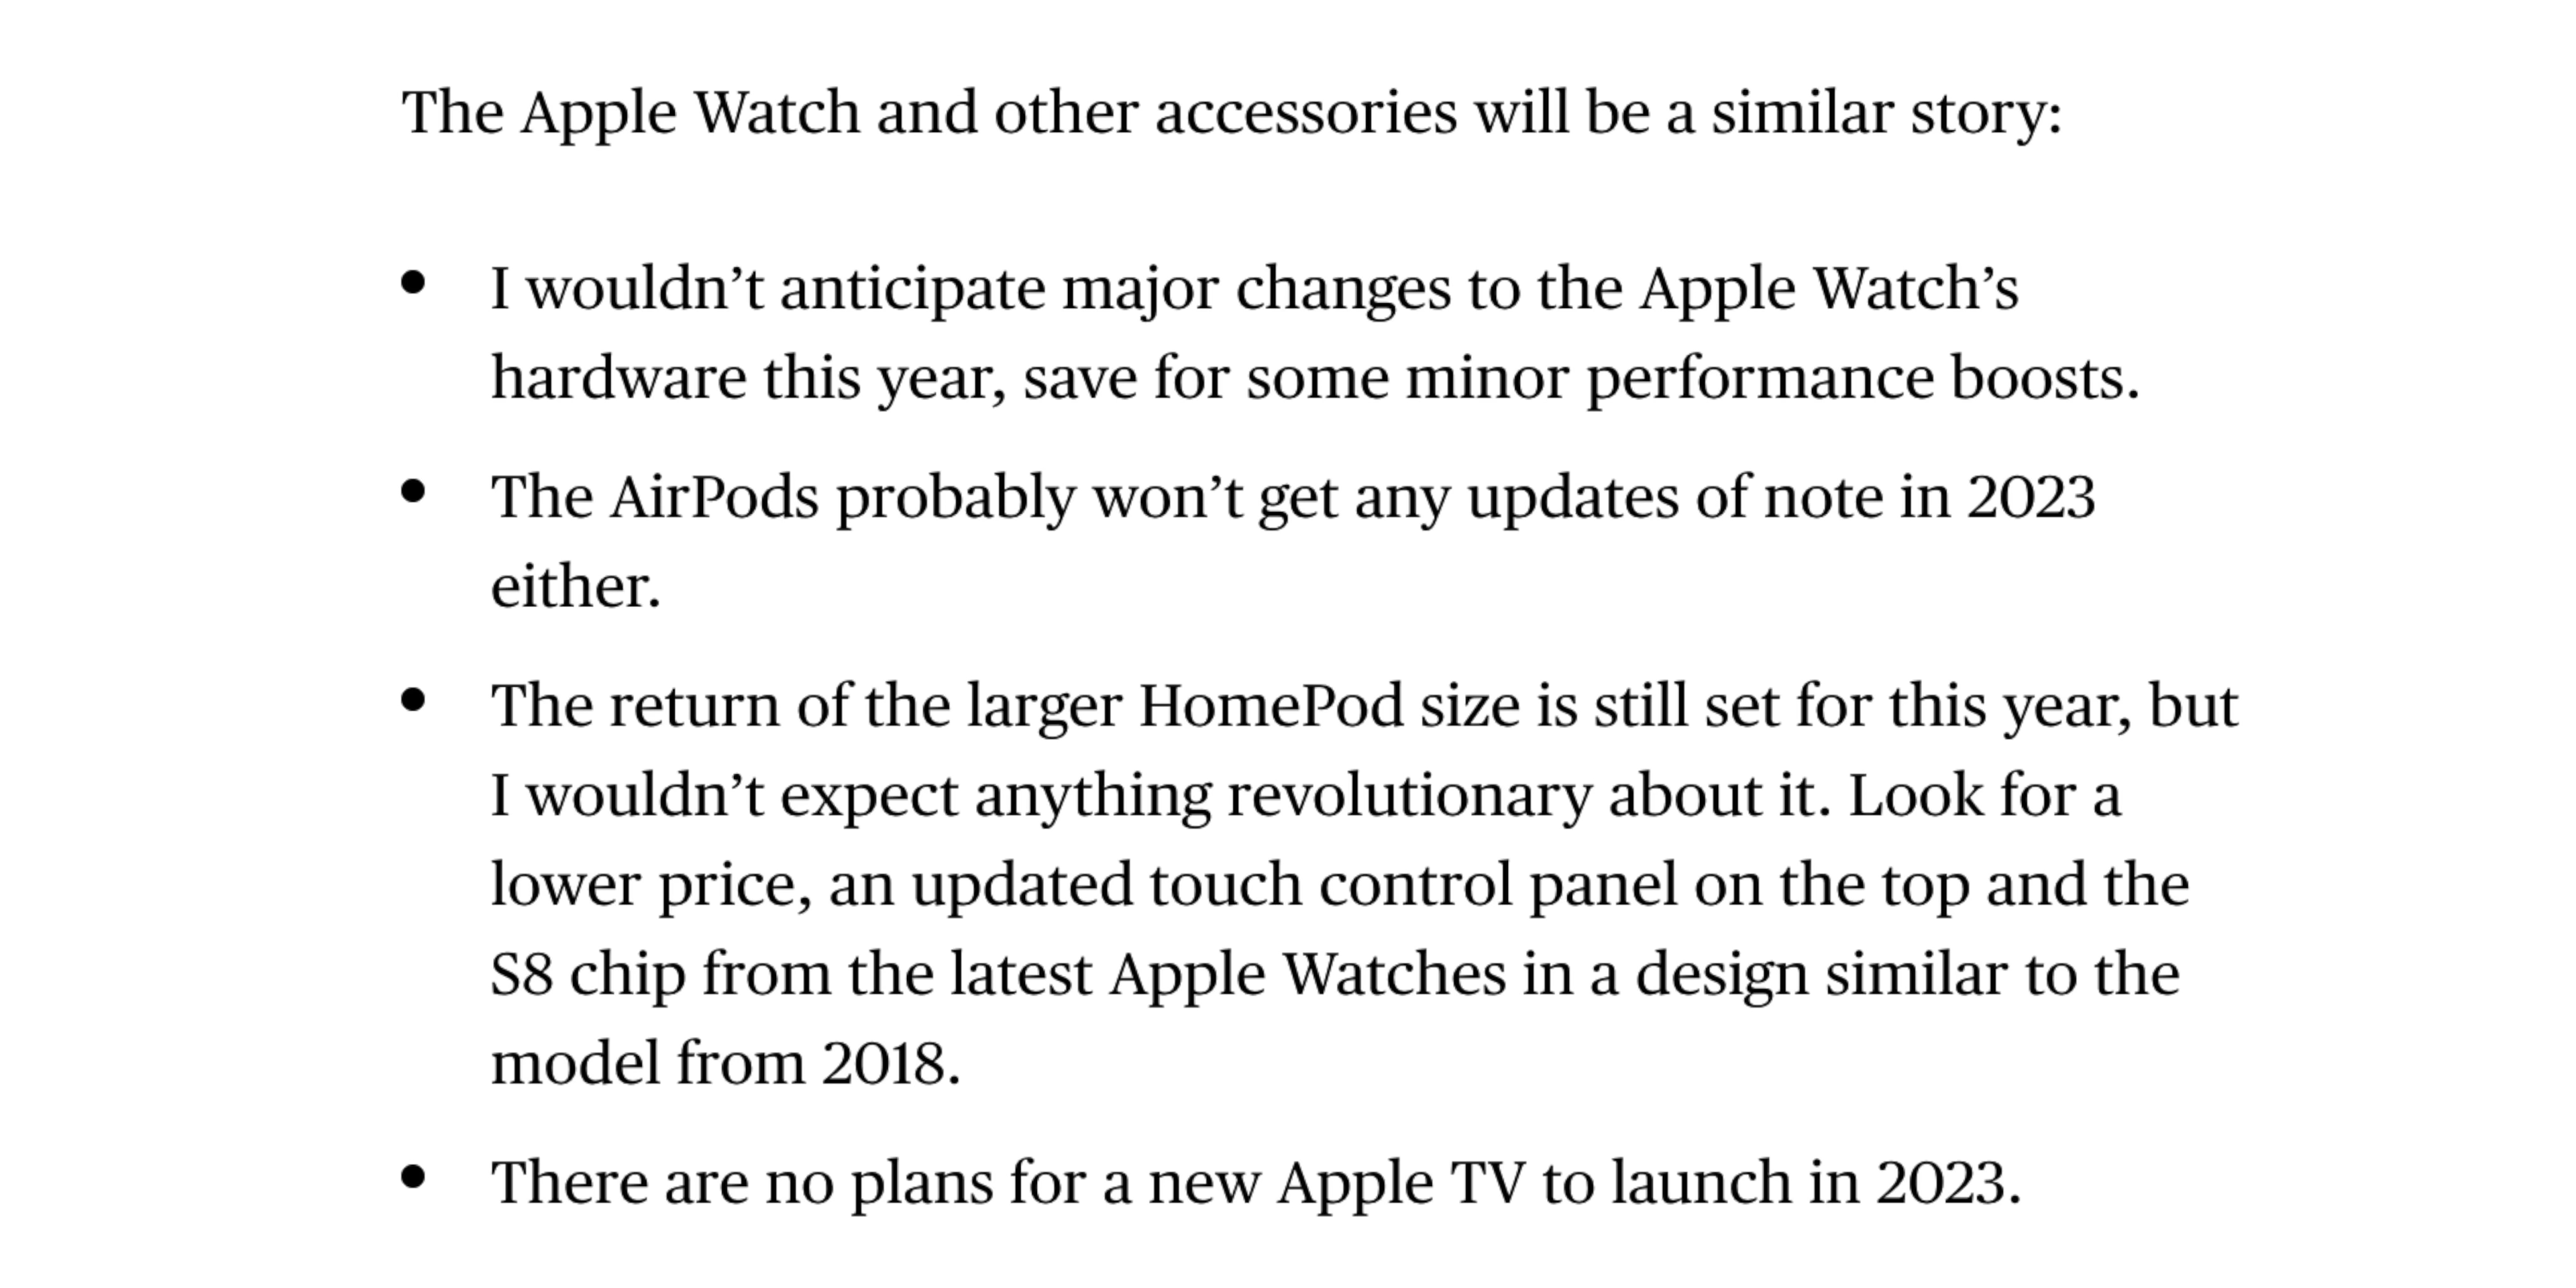 The Apple Watch and other accessories will be a similar story:
• I wouldn’t anticipate major changes to the Apple Watch’s
hardware this year, save for some minor performance boosts.
• The AirPods probably won’t get any updates of note in 2023
either.
• The return of the larger HomePod size is still set for this year, but
I wouldn’t expect anything revolutionary about it. Look for a
lower price, an updated touch control panel on the top and the
S8 chip from the latest Apple Watches in a design similar to the
model from 2018.
• There are no plans for a new Apple TV to launch in 2023.